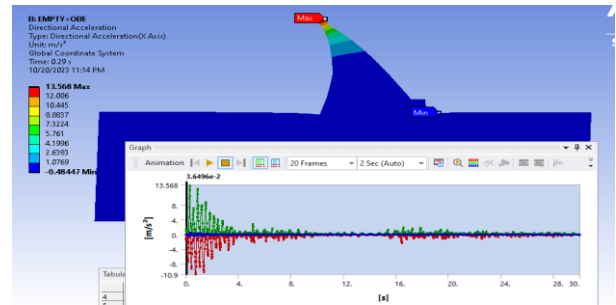 B: EMPTY+OBE
Directional Acceleration
Type: Directional Acceleration(X Axis)
Unit: m/s²
Global Coordinate System
Time: 0.29 s
10/20/2023 11:14 PM
13.568 Max
12.006
10.445
8.8837
7.3224
5.761
4.1996
2.6383
1.0769
-0.48447 Min
Max
Min
Graph
Animation
20 Frames
2 Sec (Auto)
3.6496e-2
13.568
8.
4.
0.
-4.
-8.
-10.9
[m/s²]
0.
4.
8.
12.
16.
20.
24.
28.
30.
[s]
Tabul
4